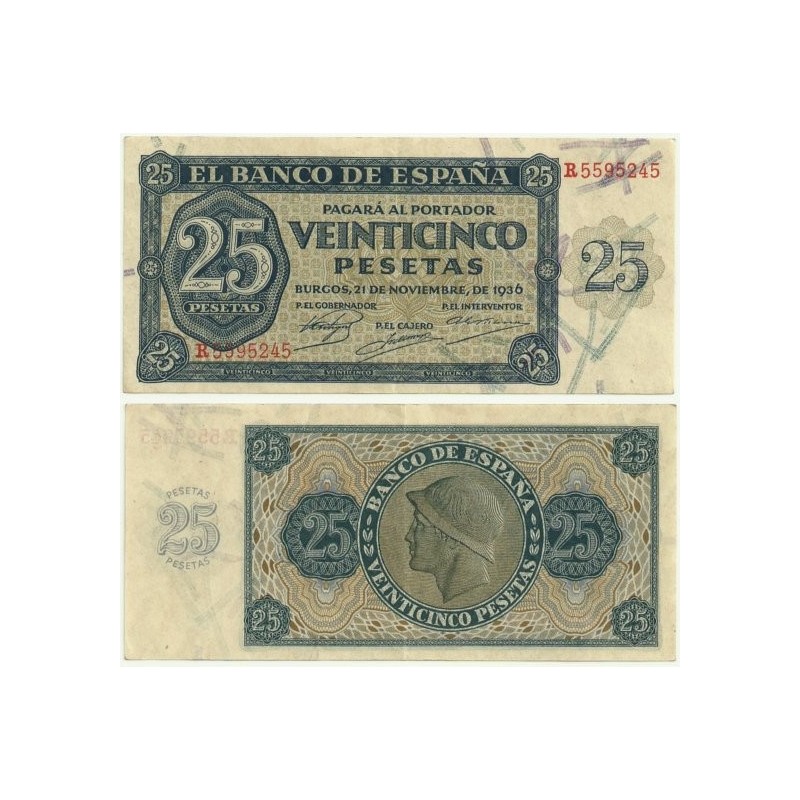 25 EL BANCO DE ESPAÑA 25 R5595245
PAGARÁ AL PORTADOR
25 VEINTICINCO 25
PESETAS PESETAS
BURGOS, 21 DE NOVIEMBRE, DE 1936
P.EL GOBERNADOR P.EL INTERVENTOR
P.EL CAJERO
R5595245
25 VEINTICINCO VEINTICINCO VEINTICINCO 25
25 25
BANCO DE ESPAÑA
PESETAS
25 25 25
PESETAS
VEINTICINCO PESETAS
25 25